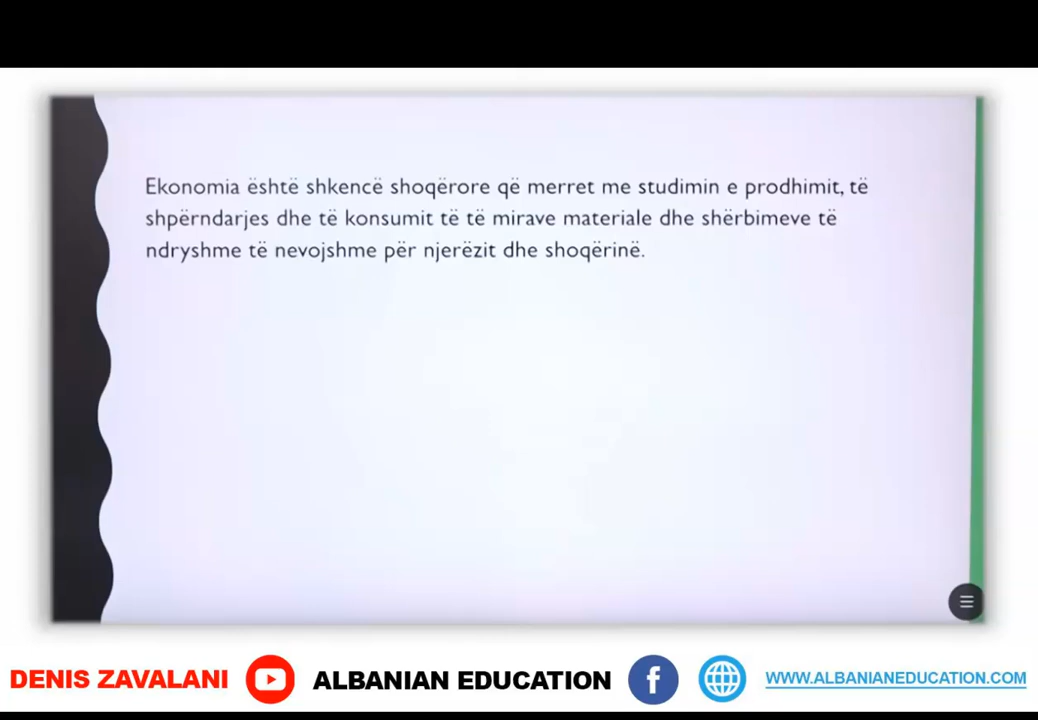 Ekonomia është shkencë shoqërore që merret me studimin e prodhimit, të
shpërndarjes dhe të konsumit të të mirave materiale dhe shërbimeve të
ndryshme të nevojshme për njerëzit dhe shoqërinë.
DENIS ZAVALANI ALBANIAN EDUCATION WWW.ALBANIANEDUCATION.COM